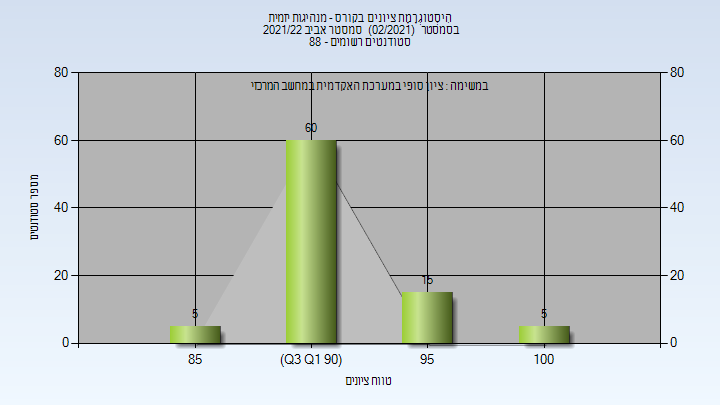 היסטוגרמת ציונים בקורס - מנהיגות יזמית
בסמסטר (02/2021) סמסטר אביב 2021/22
סטודנטים רשומים - 88
במשימה : ציון סופי במערכת האקדמית במחשב המרכזי
80
60
40
20
0
80
60
40
20
0
מספר סטודנטים
5
60
15
5
85
(Q3 Q1 90)
95
100
טווח ציונים